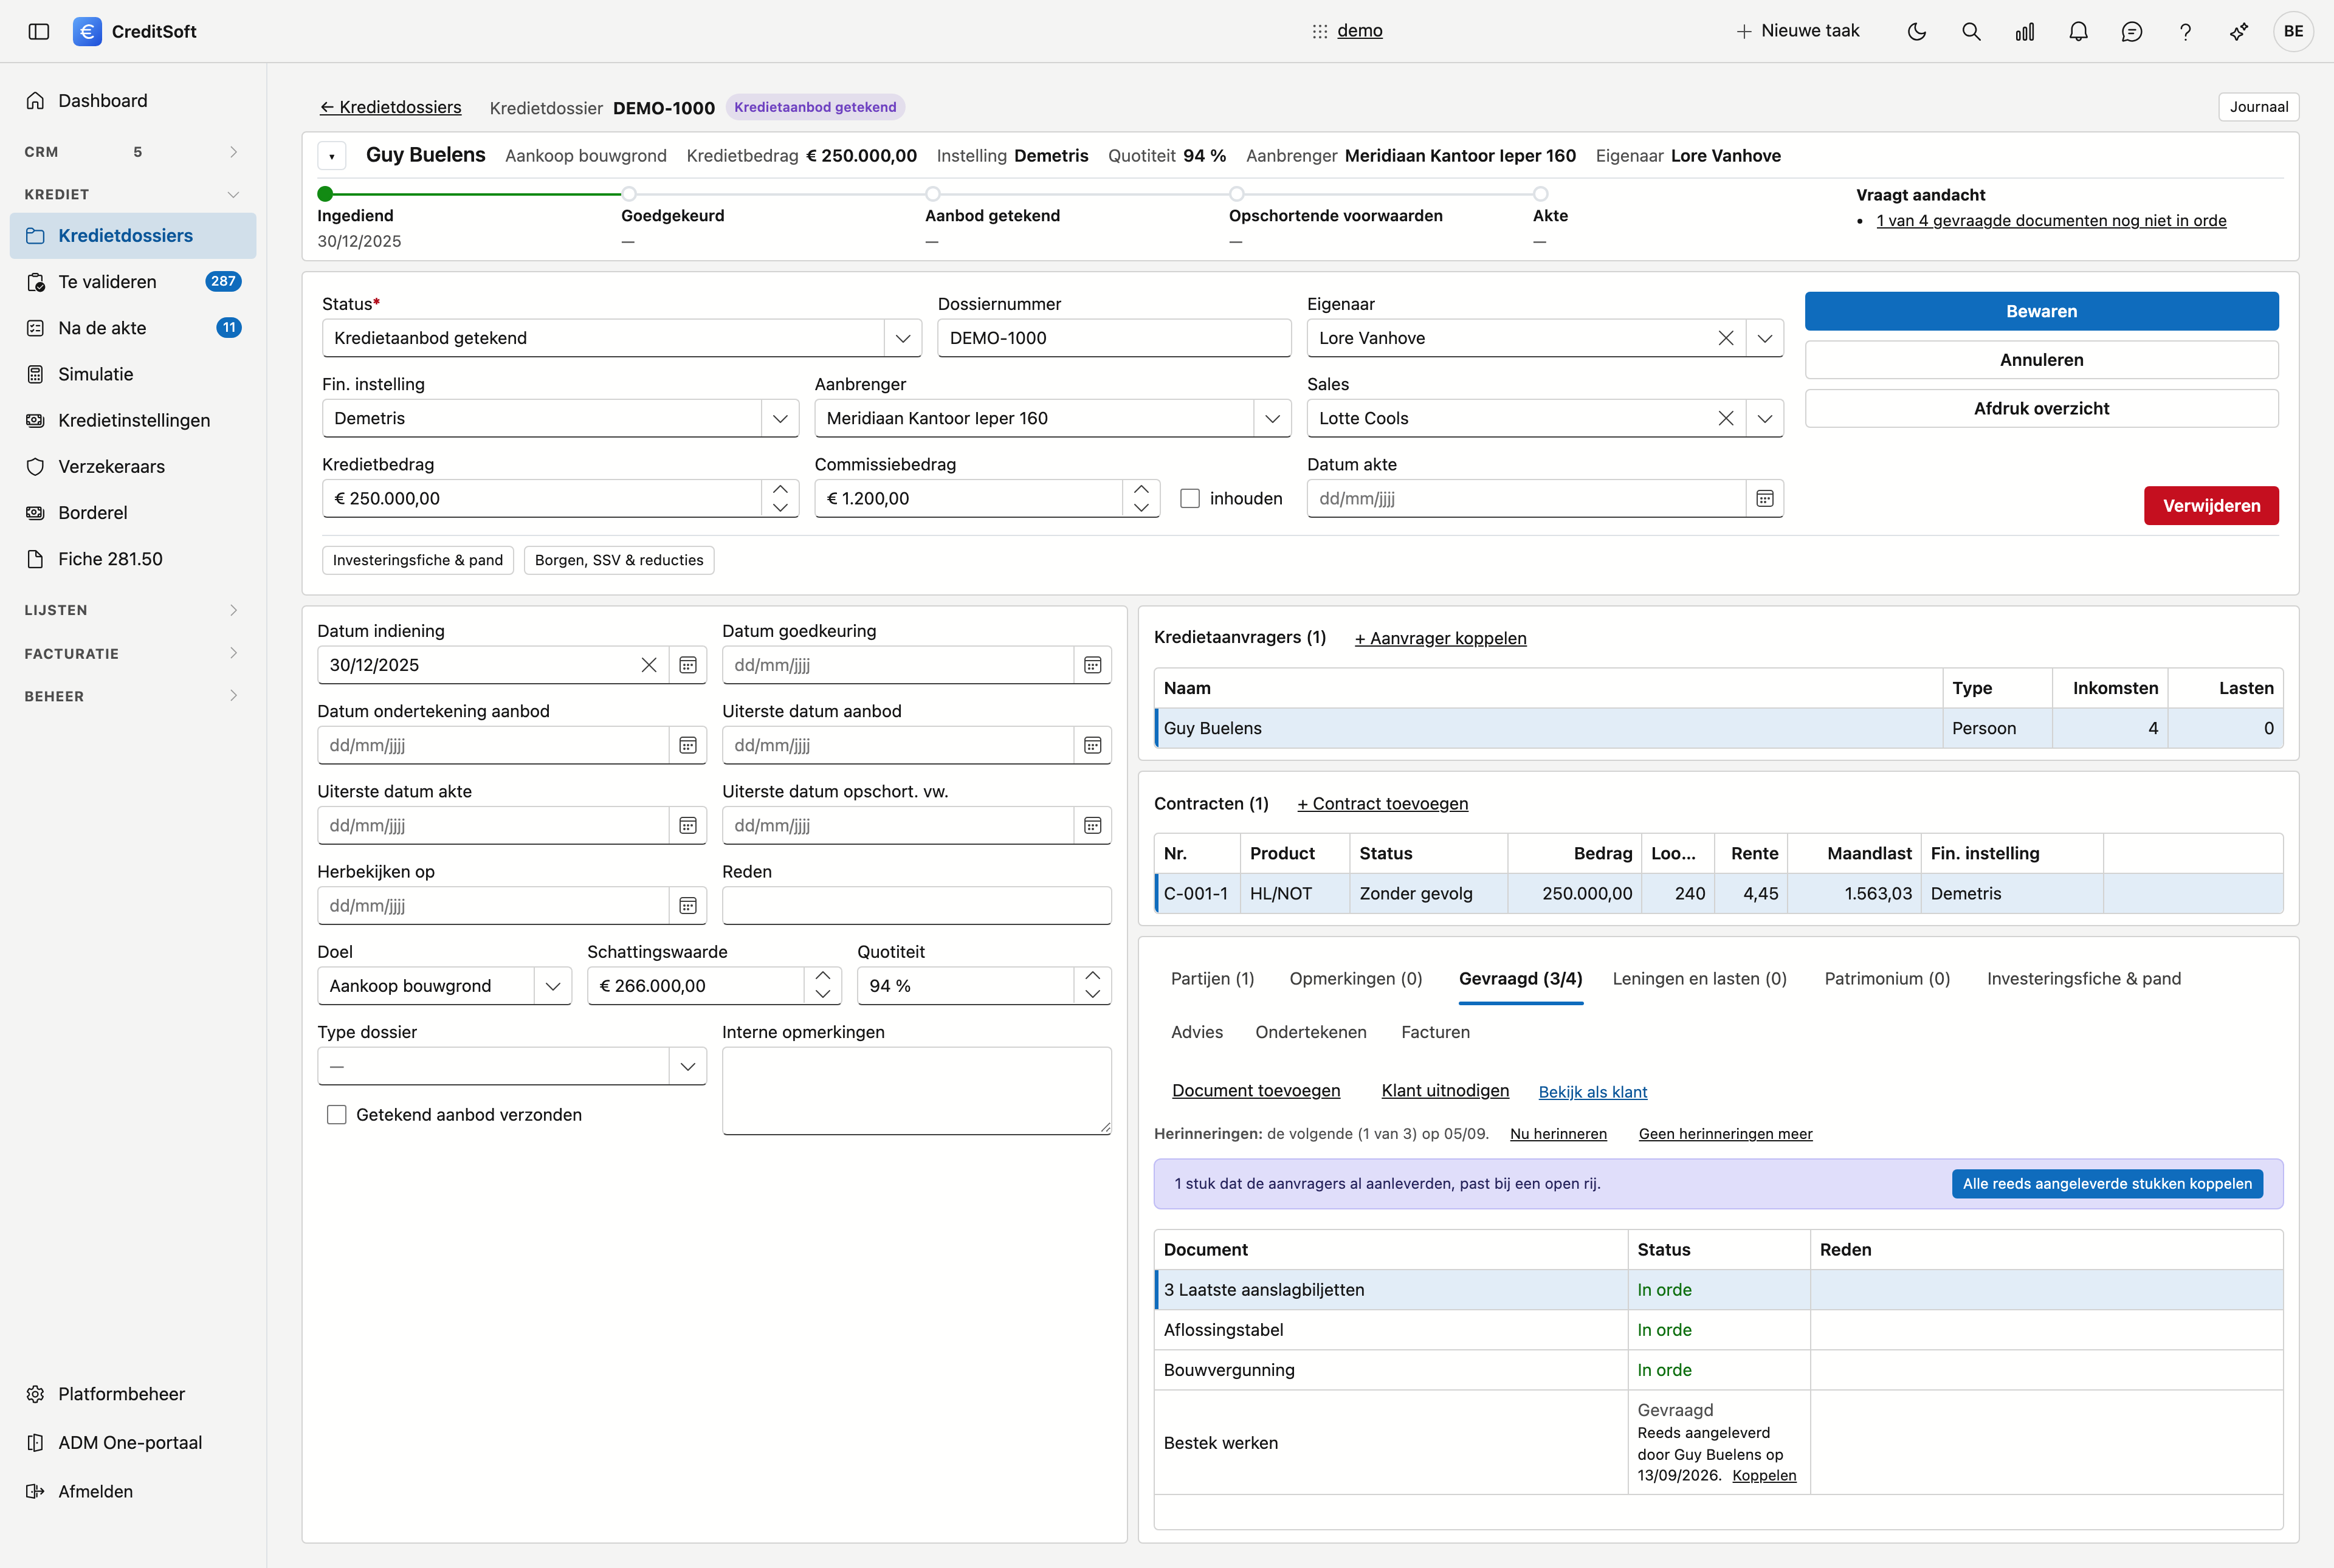 CreditSoft
demo
Nieuwe taak
BE
Dashboard
CRM 5
KREDIET
Kredietdossiers
Te valideren 287
Na de akte 11
Simulatie
Kredietinstellingen
Verzekeraars
Borderel
Fiche 281.50
LIJSTEN
FACTURATIE
BEHEER
Platformbeheer
ADM One-portaal
Afmelden
← Kredietdossiers Kredietdossier DEMO-1000 Kredietaanbod getekend Journaal
Guy Buelens Aankoop bouwgrond Kredietbedrag € 250.000,00 Instelling Demetris Quotiteit 94 % Aanbrenger Meridiaan Kantoor Ieper 160 Eigenaar Lore Vanhove
Ingediend Goedgekeurd Aanbod getekend Opschortende voorwaarden Akte
30/12/2025 — — — —
Vraagt aandacht
• 1 van 4 gevraagde documenten nog niet in orde
Status* Dossiernummer Eigenaar
Kredietaanbod getekend DEMO-1000 Lore Vanhove
Fin. instelling Aanbrenger Sales
Demetris Meridiaan Kantoor Ieper 160 Lotte Cools
Kredietbedrag Commissiebedrag Datum akte
€ 250.000,00 € 1.200,00 inhouden dd/mm/jjjj
Bewaren
Annuleren
Afdruk overzicht
Verwijderen
Investeringsfiche & pand Borgen, SSV & reducties
Datum indiening Datum goedkeuring
30/12/2025 dd/mm/jjjj
Datum ondertekening aanbod Uiterste datum aanbod
dd/mm/jjjj dd/mm/jjjj
Uiterste datum akte Uiterste datum opschort. vw.
dd/mm/jjjj dd/mm/jjjj
Herbekijken op Reden
dd/mm/jjjj
Doel Schattingswaarde Quotiteit
Aankoop bouwgrond € 266.000,00 94 %
Type dossier Interne opmerkingen
—
Getekend aanbod verzonden
Kredietaanvragers (1) + Aanvrager koppelen
Naam Type Inkomsten Lasten
Guy Buelens Persoon 4 0
Contracten (1) + Contract toevoegen
Nr. Product Status Bedrag Loo... Rente Maandlast Fin. instelling
C-001-1 HL/NOT Zonder gevolg 250.000,00 240 4,45 1.563,03 Demetris
Partijen (1) Opmerkingen (0) Gevraagd (3/4) Leningen en lasten (0) Patrimonium (0) Investeringsfiche & pand
Advies Ondertekenen Facturen
Document toevoegen Klant uitnodigen Bekijk als klant
Herinneringen: de volgende (1 van 3) op 05/09. Nu herinneren Geen herinneringen meer
1 stuk dat de aanvragers al aanleverden, past bij een open rij. Alle reeds aangeleverde stukken koppelen
Document Status Reden
3 Laatste aanslagbiljetten In orde
Aflossingstabel In orde
Bouwvergunning In orde
Bestek werken
Gevraagd
Reeds aangeleverd
door Guy Buelens op
13/09/2026. Koppelen